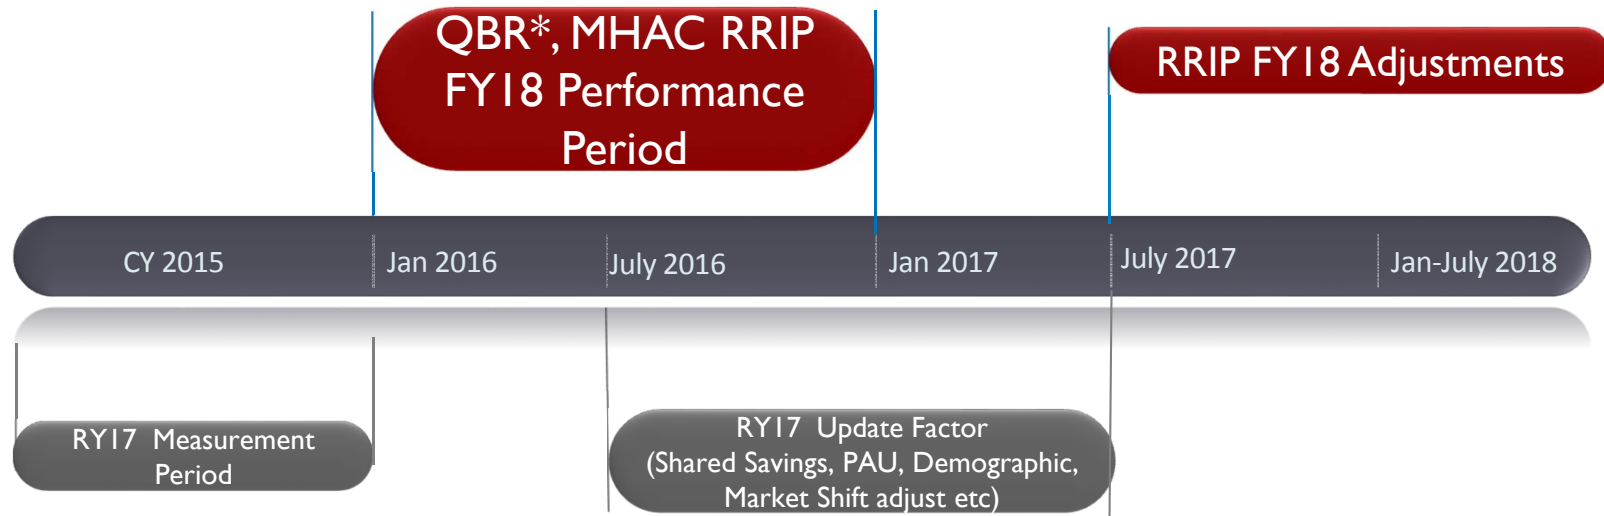 QBR*, MHAC RRIP
FY18 Performance
Period
RRIP FY18 Adjustments
CY 2015
Jan 2016
July 2016
Jan 2017
July 2017
Jan-July 2018
RY17 Measurement
Period
RY17 Update Factor
(Shared Savings, PAU, Demographic,
Market Shift adjust etc)